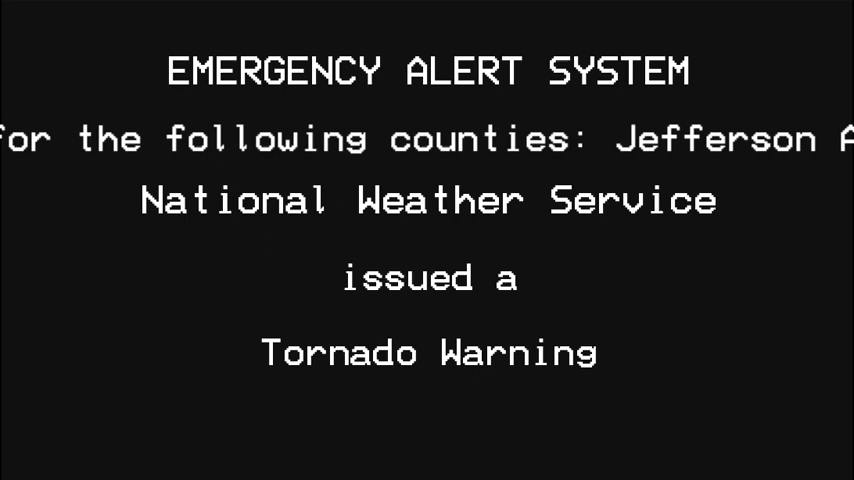 EMERGENCY ALERT SYSTEM
for the following counties: Jefferson A
National Weather Service
issued a
Tornado Warning